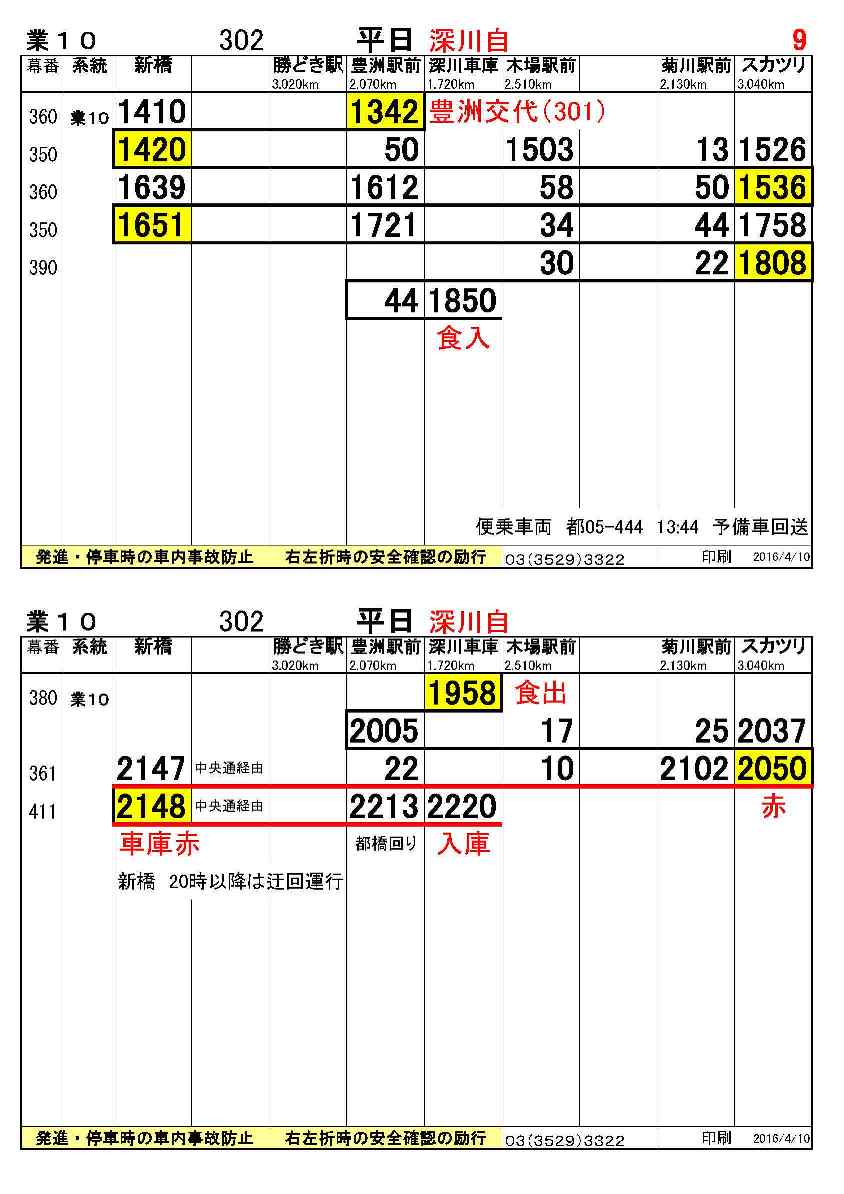 業１０ 302 平日 深川自 9
幕番 系統 新橋 勝どき駅 豊洲駅前 深川車庫 木場駅前 菊川駅前 スカツリ
3.020km 2.070km 1.720km 2.510km 2.130km 3.040km
360 業10 1410 1342 豊洲交代(301)
350 1420 50 1503 13 1526
360 1639 1612 58 50 1536
350 1651 1721 34 44 1758
390 30 22 1808
44 1850
食入
便乗車両 都05-444 13:44 予備車回送
発進・停車時の車内事故防止 右左折時の安全確認の励行 03(3529)3322 印刷 2016/4/10
業１０ 302 平日 深川自
幕番 系統 新橋 勝どき駅 豊洲駅前 深川車庫 木場駅前 菊川駅前 スカツリ
3.020km 2.070km 1.720km 2.510km 2.130km 3.040km
380 業10 1958 食出
2005 17 25 2037
361 2147 中央通経由 22 10 2102 2050
411 2148 中央通経由 2213 2220 赤
車庫赤 都橋回り 入庫
新橋 20時以降は迂回運行
発進・停車時の車内事故防止 右左折時の安全確認の励行 03(3529)3322 印刷 2016/4/10